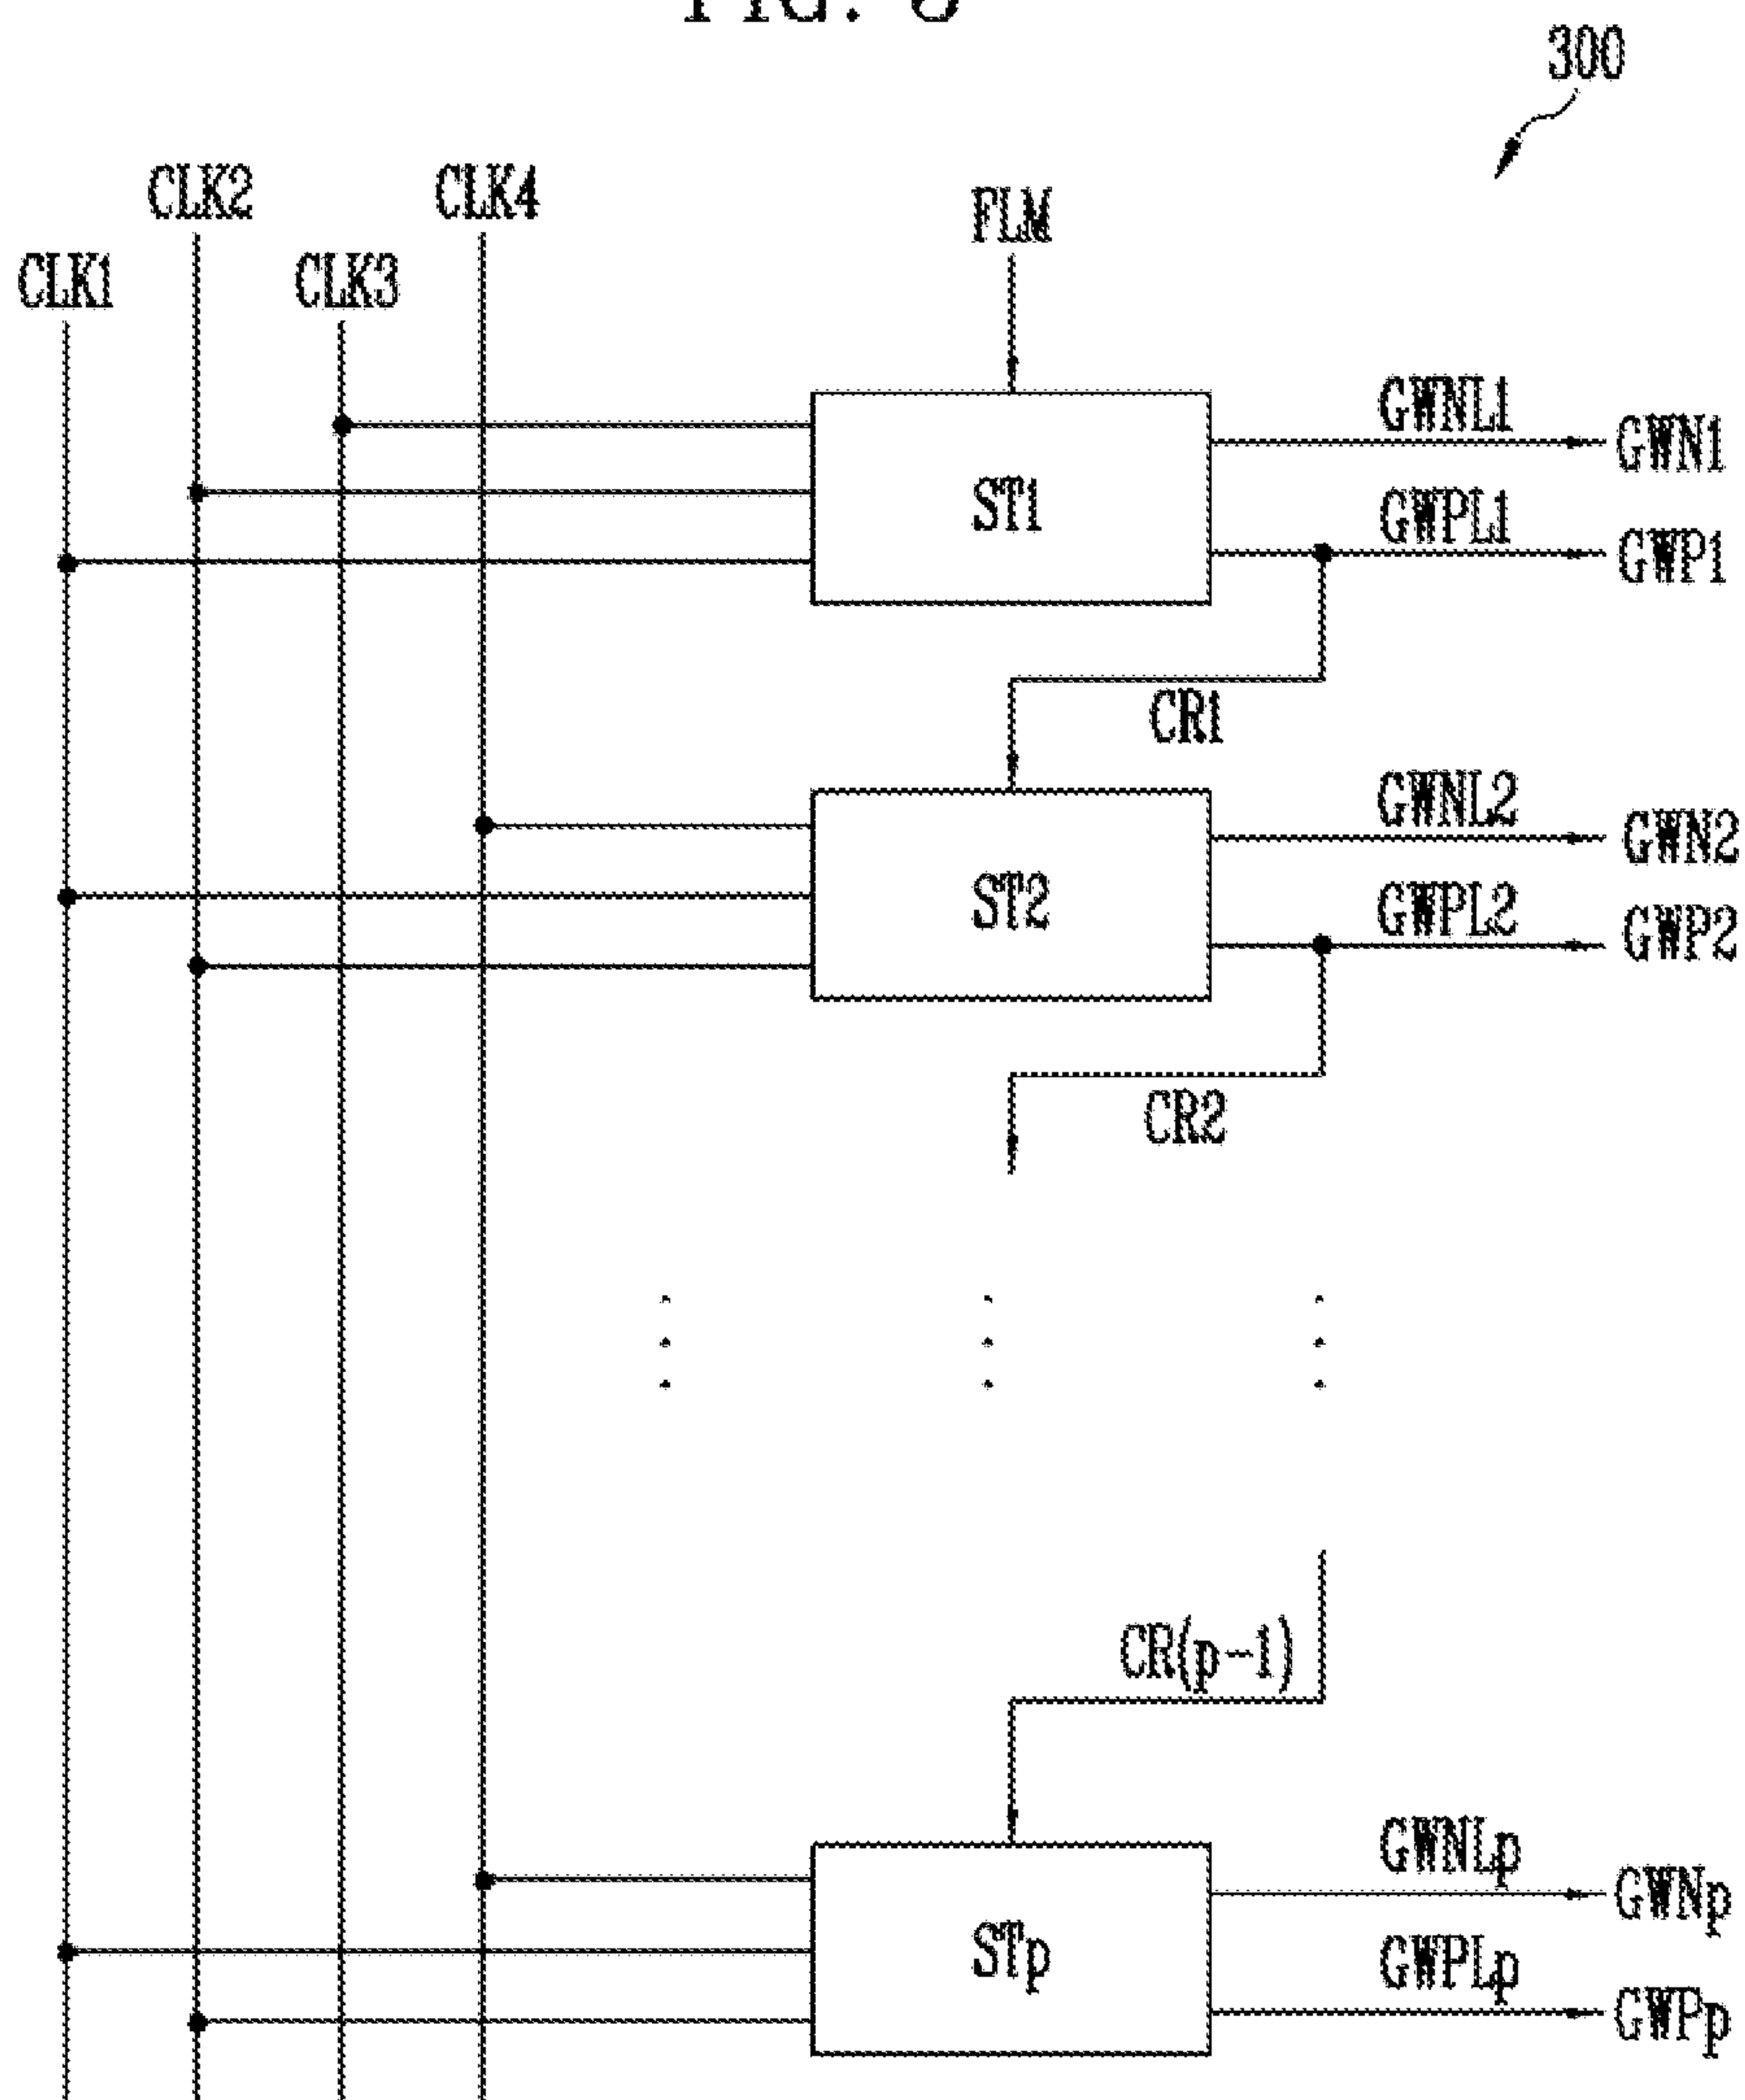 300
CLK2 CLK4 FLM
CLK1 CLK3
GWNL1 GWN1
ST1
GWPL1 GWP1
CR1
GWNL2 GWN2
ST2
GWPL2 GWP2
CR2
CR(p-1)
GWNLp GWNp
STp
GWPLp GWPp